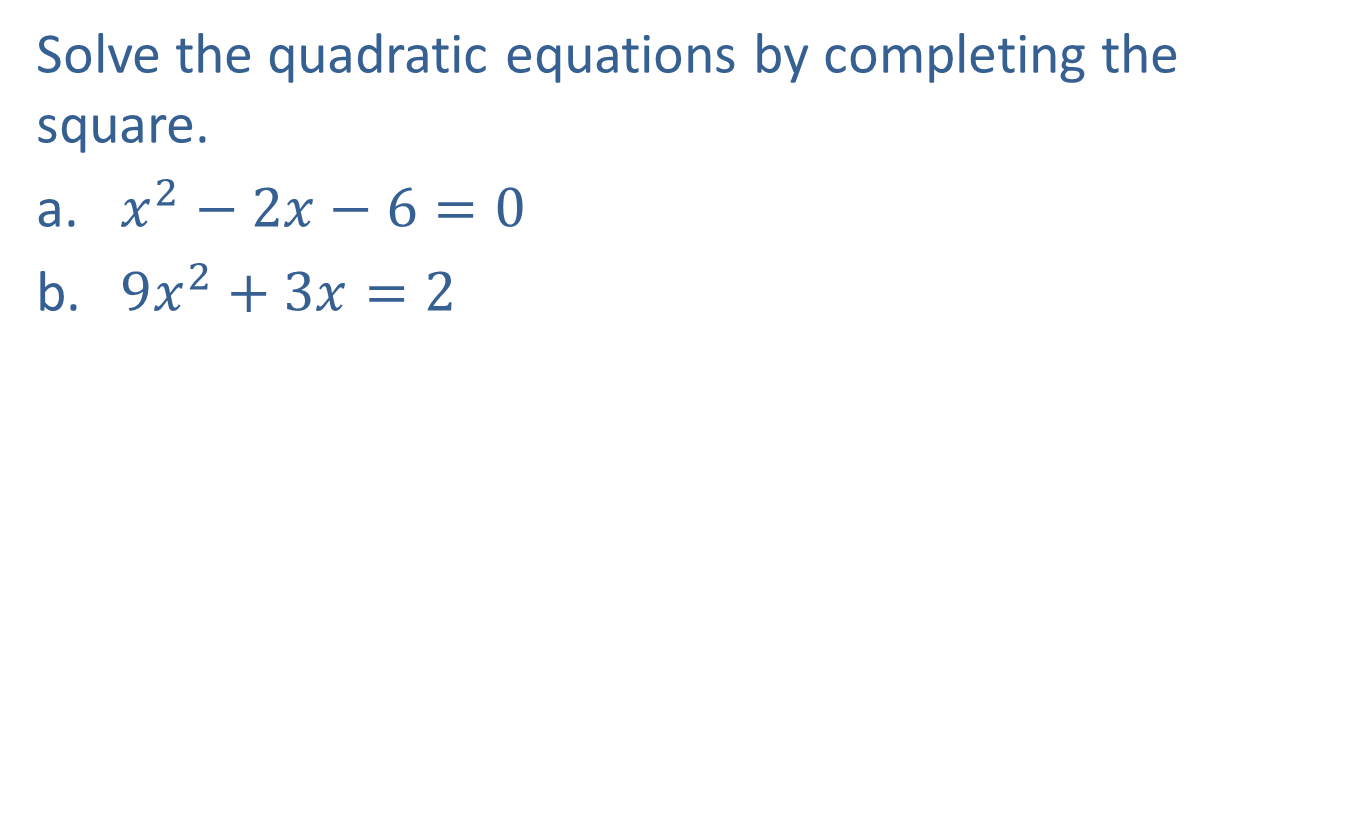 Solve the quadratic equations by completing the
square.
a. x² − 2x − 6 = 0
b. 9x² + 3x = 2